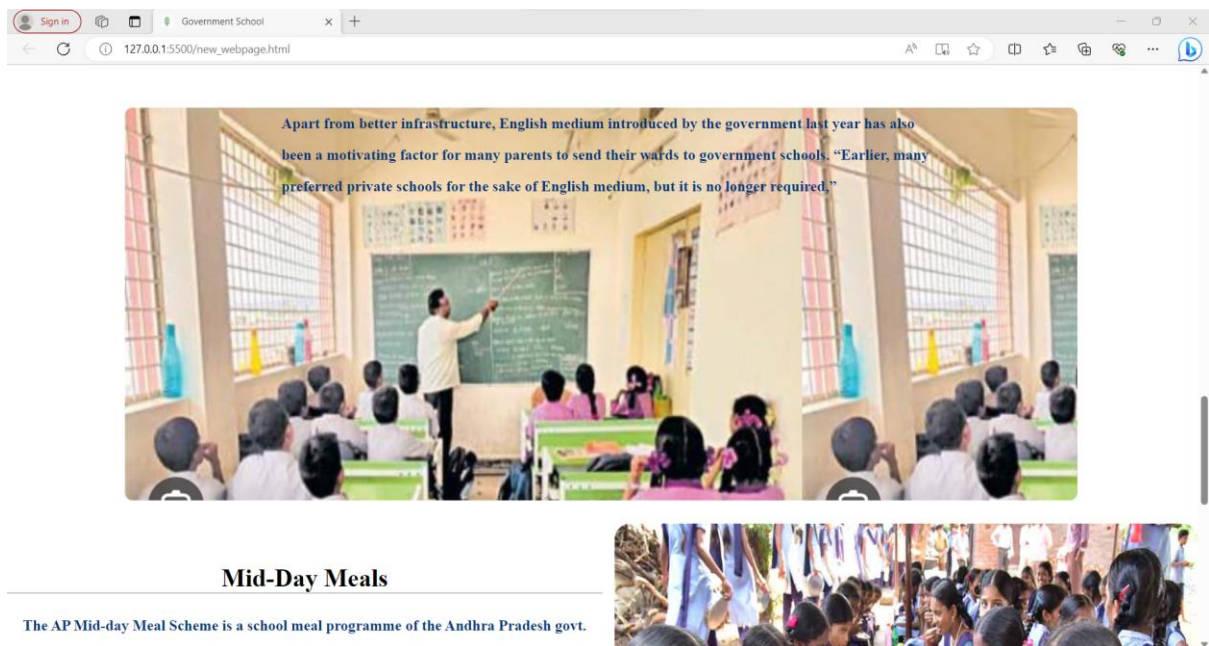 Sign in
Government School
127.0.0.1:5500/new_webpage.html
Apart from better infrastructure, English medium introduced by the government last year has also
been a motivating factor for many parents to send their wards to government schools. “Earlier, many
preferred private schools for the sake of English medium, but it is no longer required,”
Mid-Day Meals
The AP Mid-day Meal Scheme is a school meal programme of the Andhra Pradesh govt.